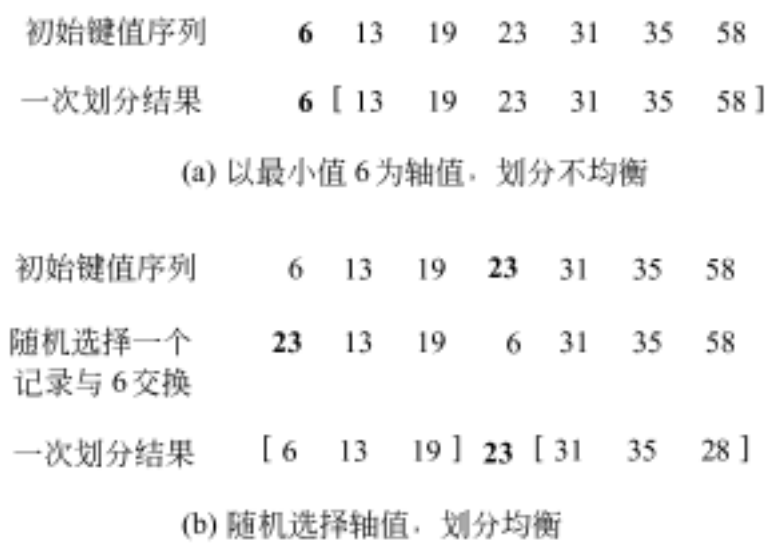 初始键值序列 6 13 19 23 31 35 58
一次划分结果 6 [ 13 19 23 31 35 58 ]
(a) 以最小值 6 为轴值，划分不均衡
初始键值序列 6 13 19 23 31 35 58
随机选择一个 23 13 19 6 31 35 58
记录与 6 交换
一次划分结果 [ 6 13 19 ] 23 [ 31 35 28 ]
(b) 随机选择轴值，划分均衡